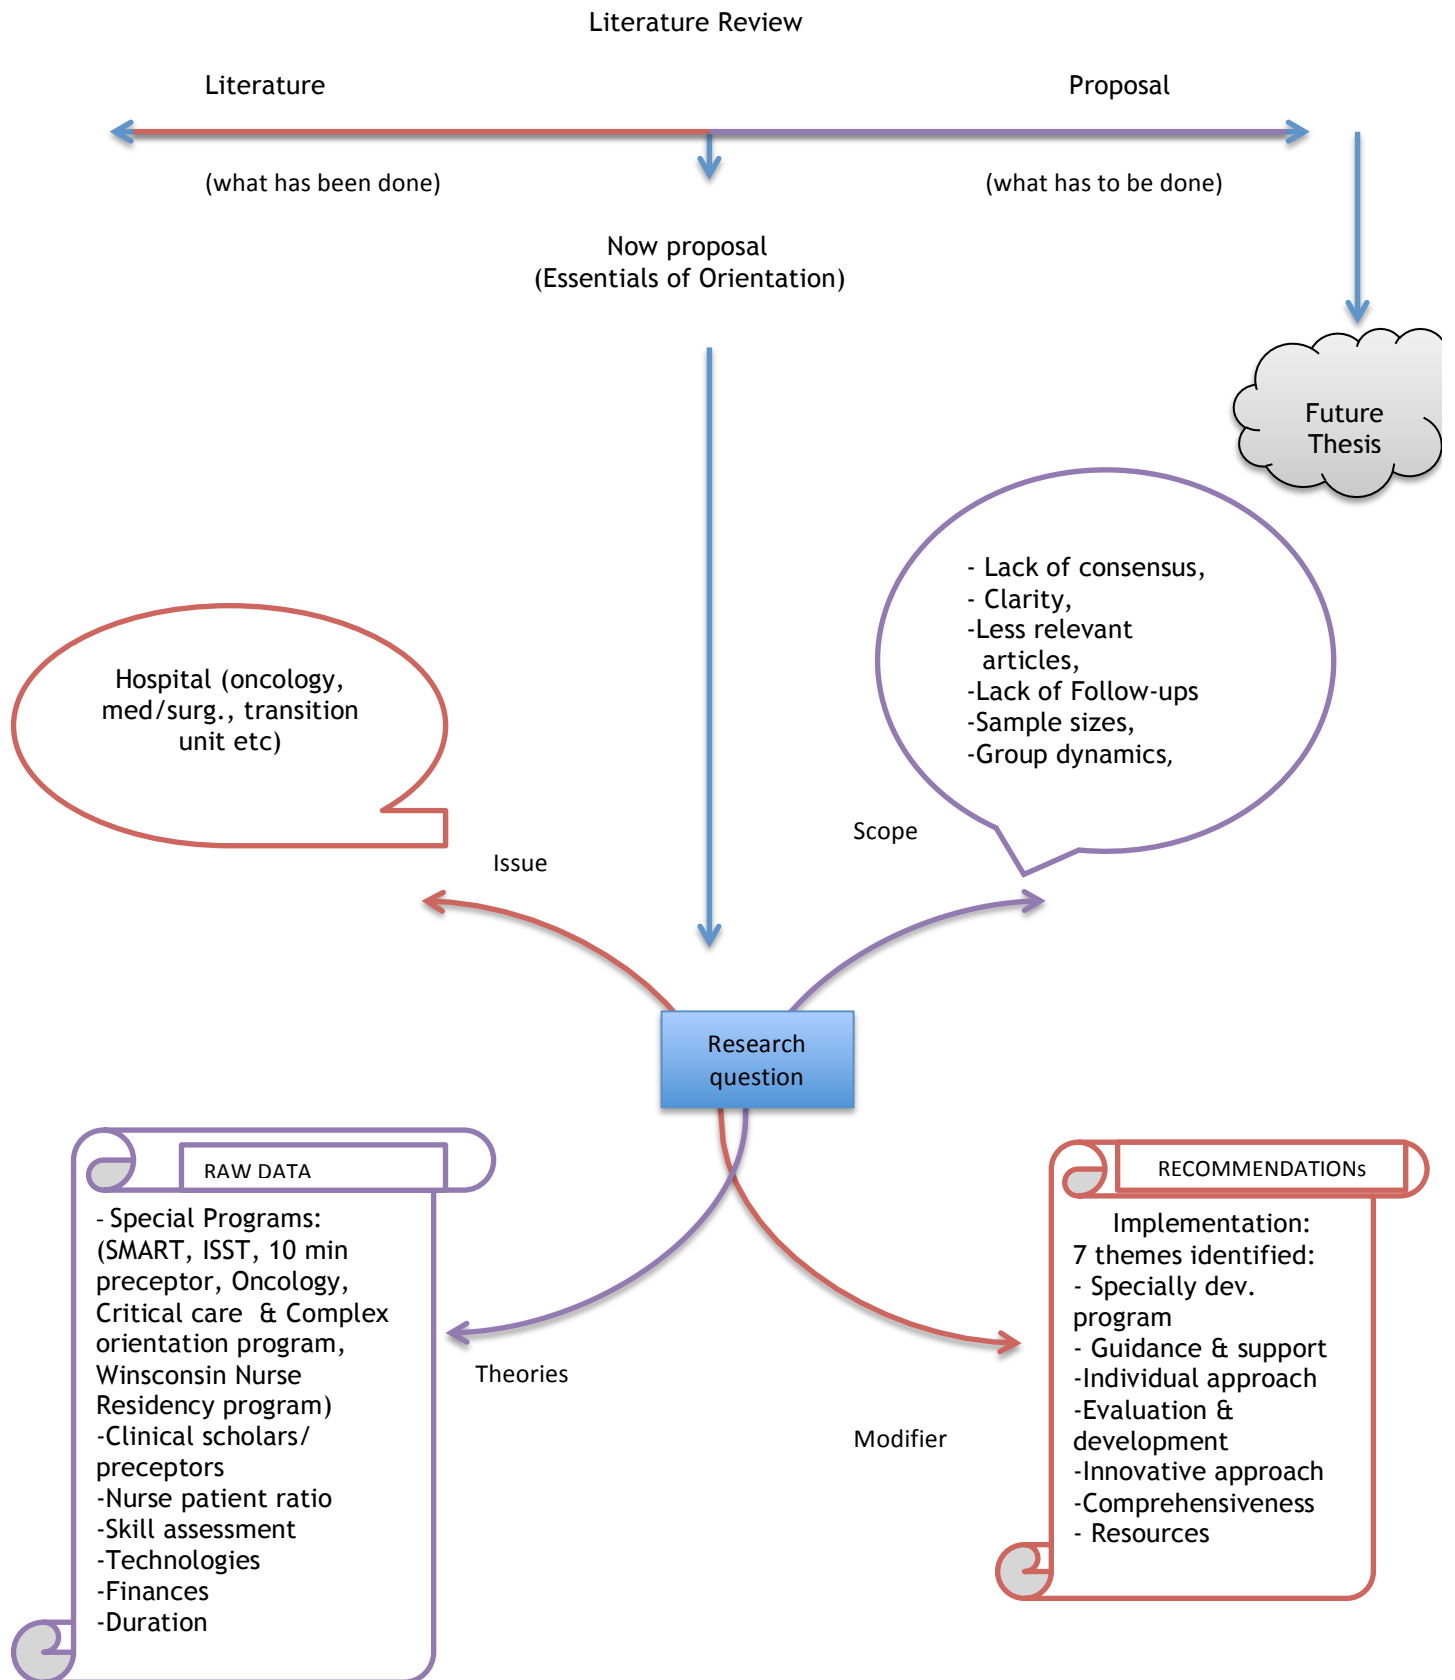 Literature Review
Literature
Proposal
(what has been done)
(what has to be done)
Now proposal
(Essentials of Orientation)
Future
Thesis
- Lack of consensus,
- Clarity,
-Less relevant
articles,
-Lack of Follow-ups
-Sample sizes,
-Group dynamics,
Hospital (oncology,
med/surg., transition
unit etc)
Scope
Issue
Research
question
RAW DATA
- Special Programs:
(SMART, ISST, 10 min
preceptor, Oncology,
Critical care & Complex
orientation program,
Winsconsin Nurse
Residency program)
-Clinical scholars/
preceptors
-Nurse patient ratio
-Skill assessment
-Technologies
-Finances
-Duration
Theories
Modifier
RECOMMENDATIONs
Implementation:
7 themes identified:
- Specially dev.
program
- Guidance & support
-Individual approach
-Evaluation &
development
-Innovative approach
-Comprehensiveness
- Resources